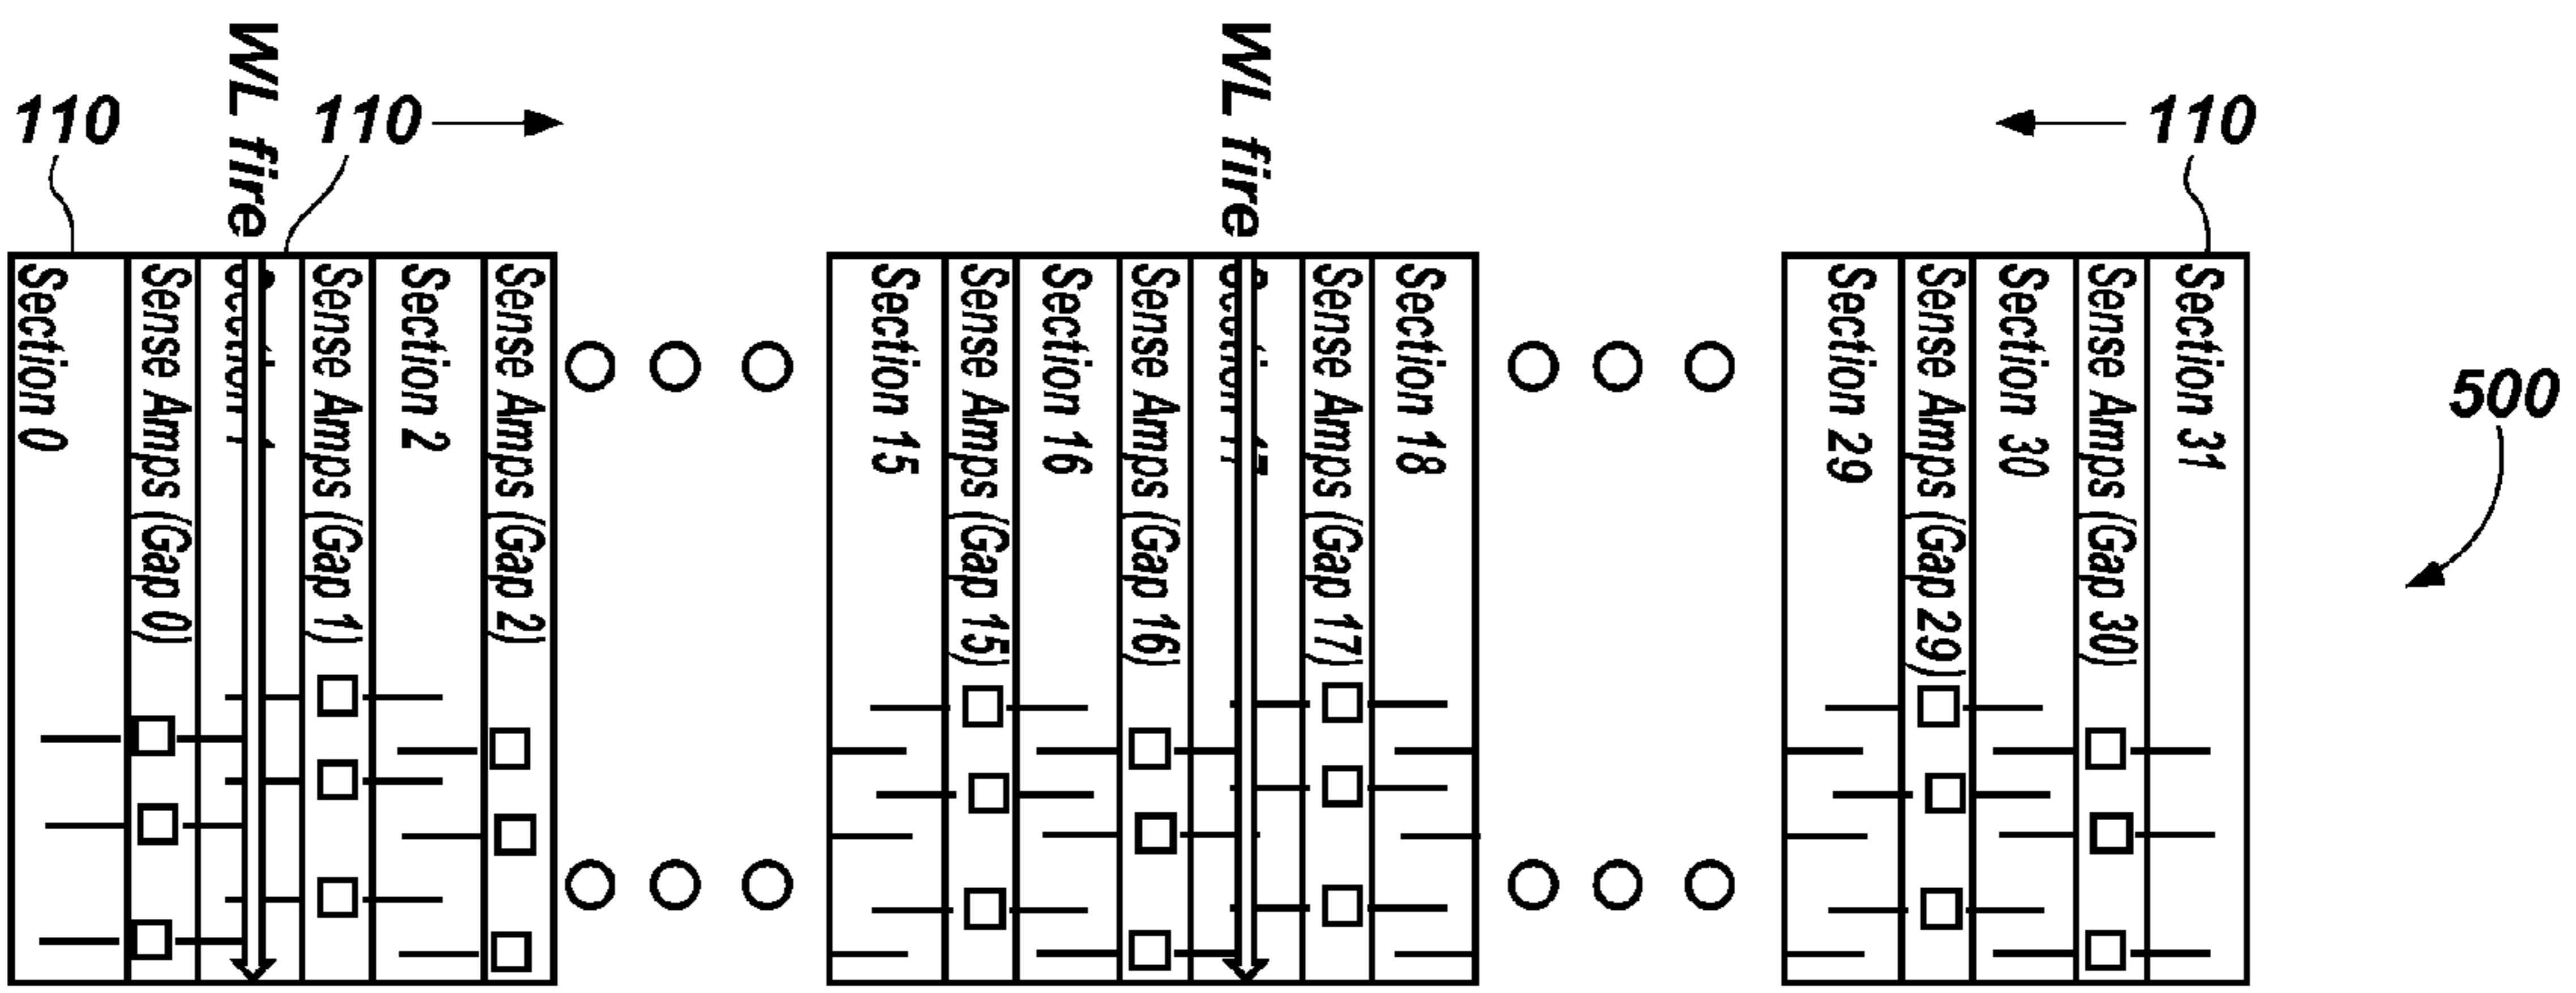 WL fire
WL fire
110
110
110
500
Section 0
Sense Amps (Gap 0)
Sense Amps (Gap 1)
Section 2
Sense Amps (Gap 2)
Section 15
Sense Amps (Gap 15)
Section 16
Sense Amps (Gap 16)
Sense Amps (Gap 17)
Section 18
Section 29
Sense Amps (Gap 29)
Section 30
Sense Amps (Gap 30)
Section 31